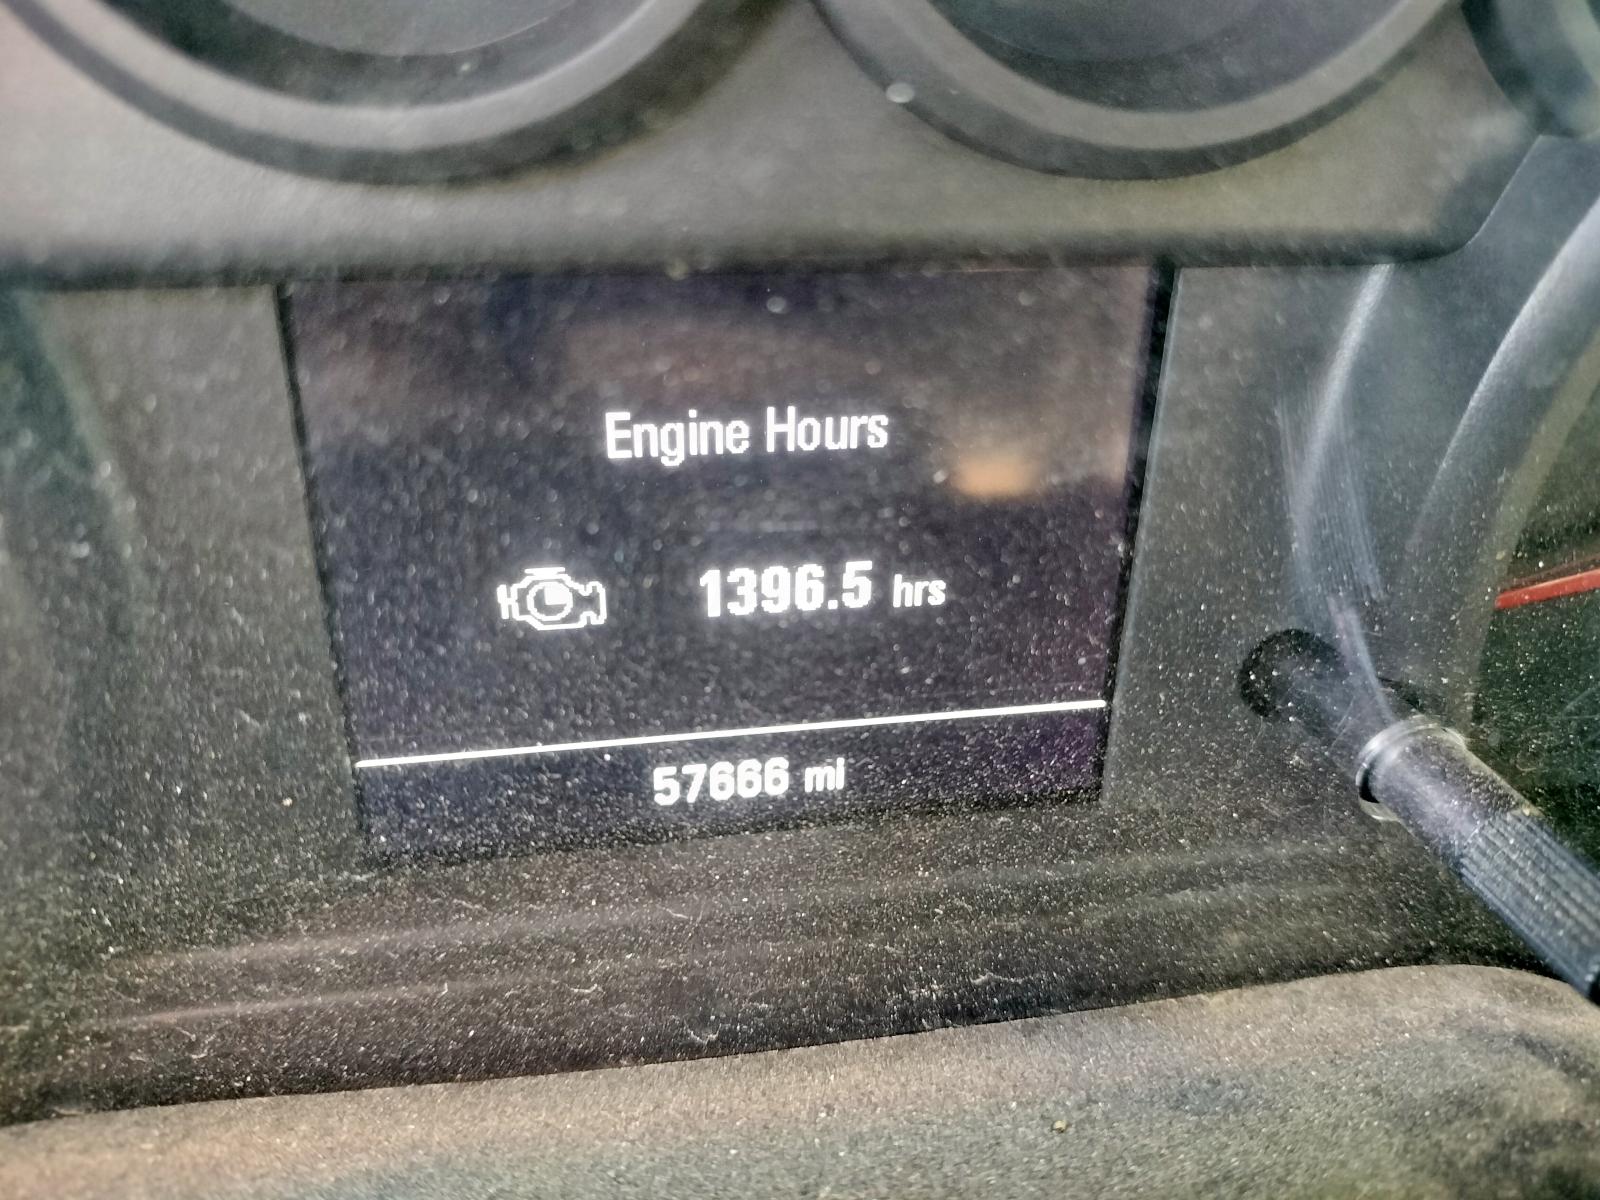 Engine Hours
1396.5 hrs
57666 mi